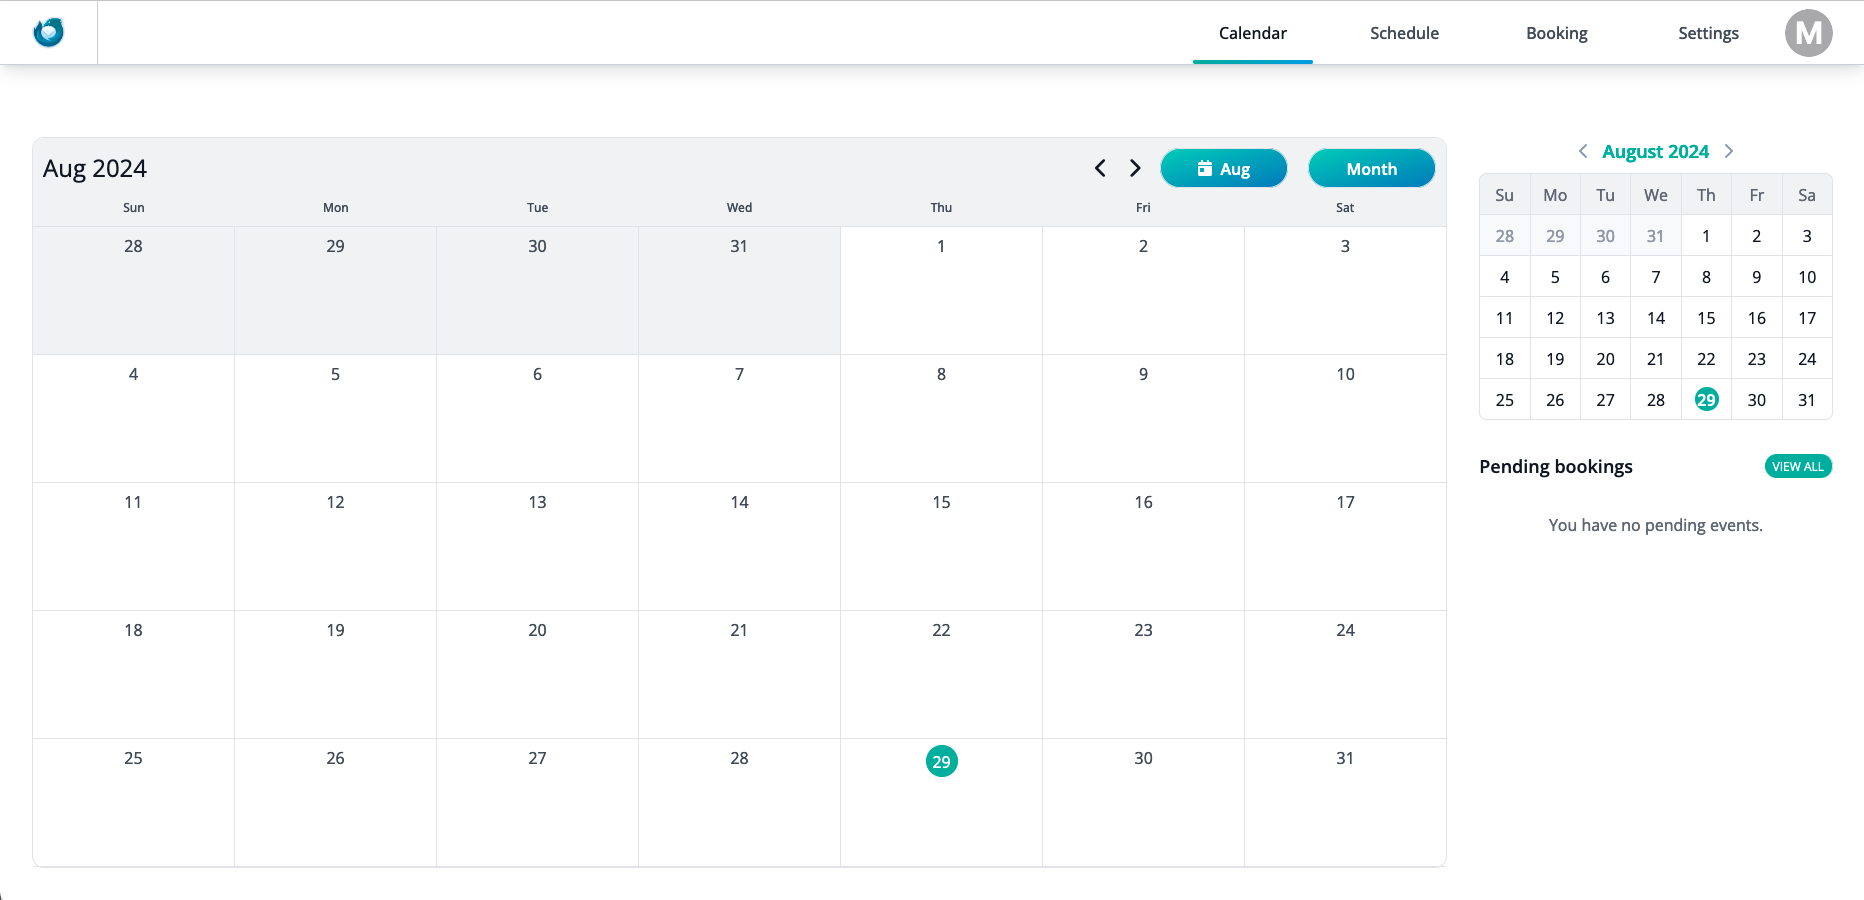 Calendar Schedule Booking Settings M
Aug 2024 Aug Month
Sun Mon Tue Wed Thu Fri Sat
28 29 30 31 1 2 3
4 5 6 7 8 9 10
11 12 13 14 15 16 17
18 19 20 21 22 23 24
25 26 27 28 29 30 31
August 2024
Su Mo Tu We Th Fr Sa
28 29 30 31 1 2 3
4 5 6 7 8 9 10
11 12 13 14 15 16 17
18 19 20 21 22 23 24
25 26 27 28 29 30 31
Pending bookings VIEW ALL
You have no pending events.